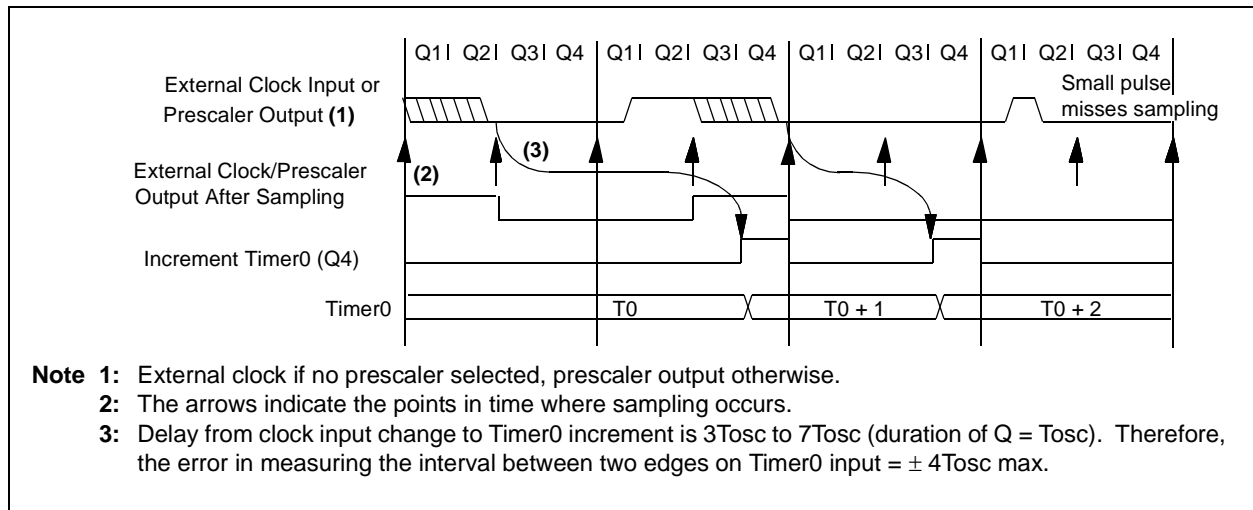 Q1 Q2 Q3 Q4 Q1 Q2 Q3 Q4 Q1 Q2 Q3 Q4 Q1 Q2 Q3 Q4
External Clock Input or
Prescaler Output (1)
Small pulse
misses sampling
(3)
External Clock/Prescaler
Output After Sampling
(2)
Increment Timer0 (Q4)
Timer0 T0 T0 + 1 T0 + 2
Note 1: External clock if no prescaler selected, prescaler output otherwise.
2: The arrows indicate the points in time where sampling occurs.
3: Delay from clock input change to Timer0 increment is 3Tosc to 7Tosc (duration of Q = Tosc). Therefore,
the error in measuring the interval between two edges on Timer0 input = ± 4Tosc max.